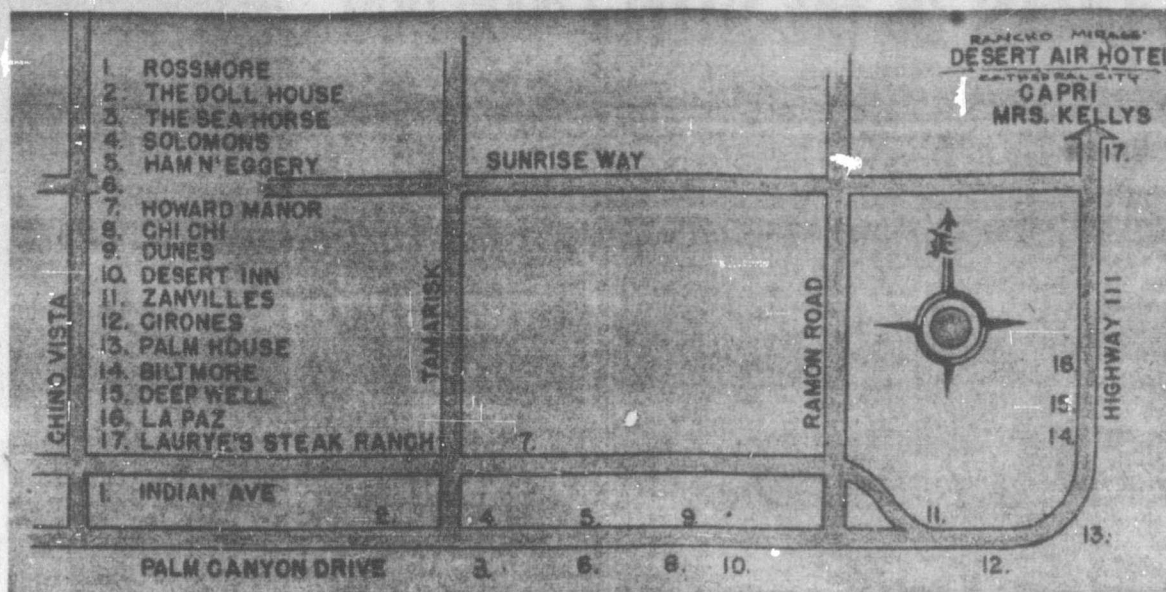 RANCHO MIRAGE
DESERT AIR HOTEL
CATHEDRAL CITY
CAPRI
MRS. KELLYS
17.
1. ROSSMORE
2. THE DOLL HOUSE
3. THE SEA HORSE
4. SOLOMONS
5. HAM N' EGGERY
6.
7. HOWARD MANOR
8. CHI CHI
9. DUNES
10. DESERT INN
11. ZANVILLES
12. GIRONES
13. PALM HOUSE
14. BILTMORE
15. DEEP WELL
16. LA PAZ
17. LAURYE'S STEAK RANCH
SUNRISE WAY
CHINO VISTA
TAMARISK
RAMON ROAD
HIGHWAY 111
16.
15.
14.
7.
1.
INDIAN AVE
2.
4.
5.
9.
11.
13.
PALM CANYON DRIVE
3.
6.
8.
10.
12.